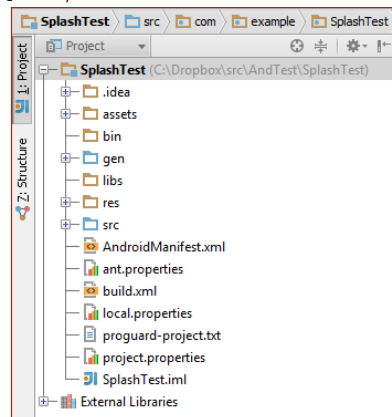 SplashTest src com example SplashTest
Project
1: Project
SplashTest (C:\Dropbox\src\AndTest\SplashTest)
.idea
assets
bin
gen
libs
res
src
AndroidManifest.xml
ant.properties
build.xml
local.properties
proguard-project.txt
project.properties
SplashTest.iml
External Libraries
Z: Structure